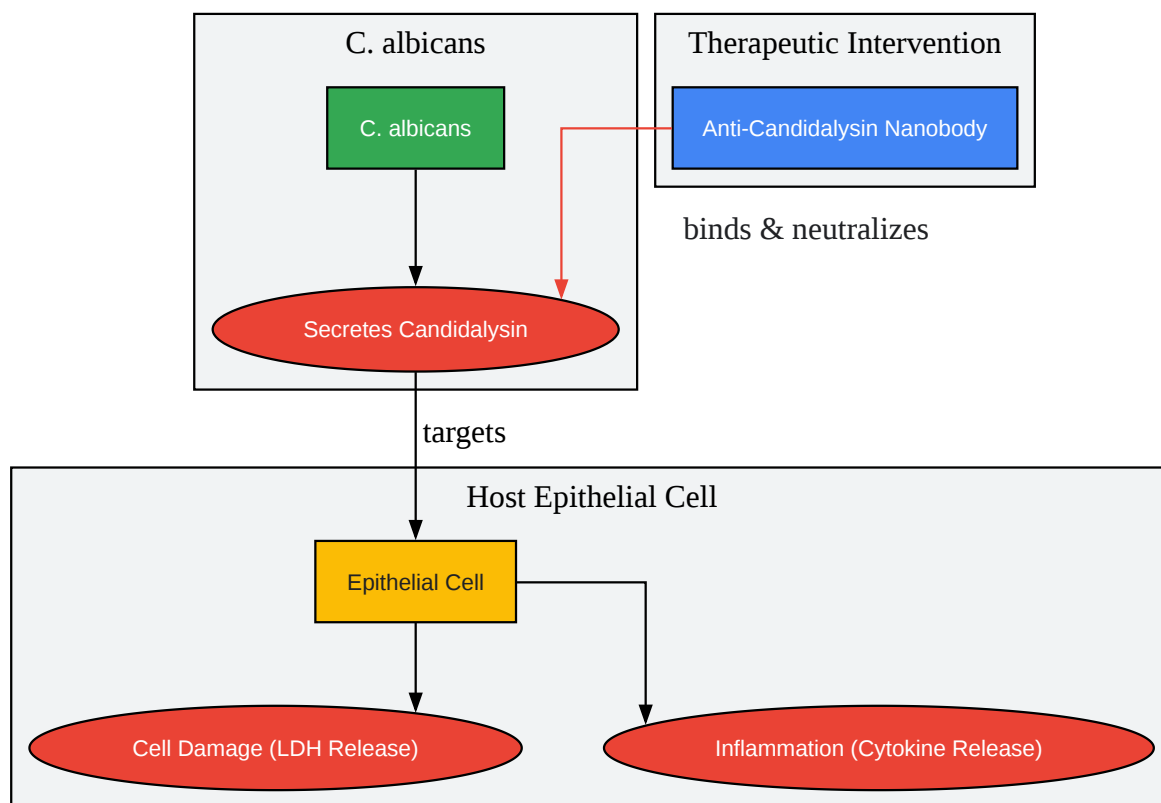 C. albicans
Therapeutic Intervention
C. albicans
Anti-Candidalysin Nanobody
binds & neutralizes
Secretes Candidalysin
targets
Host Epithelial Cell
Epithelial Cell
Cell Damage (LDH Release)
Inflammation (Cytokine Release)